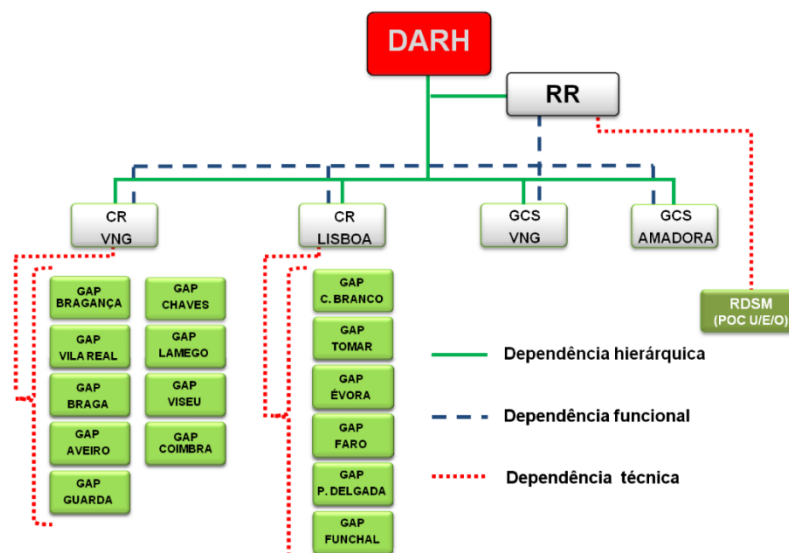 DARH
RR
CR
VNG
CR
LISBOA
GCS
VNG
GCS
AMADORA
GAP
BRAGANÇA
GAP
CHAVES
GAP
VILA REAL
GAP
LAMEGO
GAP
BRAGA
GAP
VISEU
GAP
AVEIRO
GAP
COIMBRA
GAP
GUARDA
GAP
C. BRANCO
GAP
TOMAR
GAP
ÉVORA
GAP
FARO
GAP
P. DELGADA
GAP
FUNCHAL
RDSM
(POC U/E/O)
Dependência hierárquica
Dependência funcional
Dependência técnica